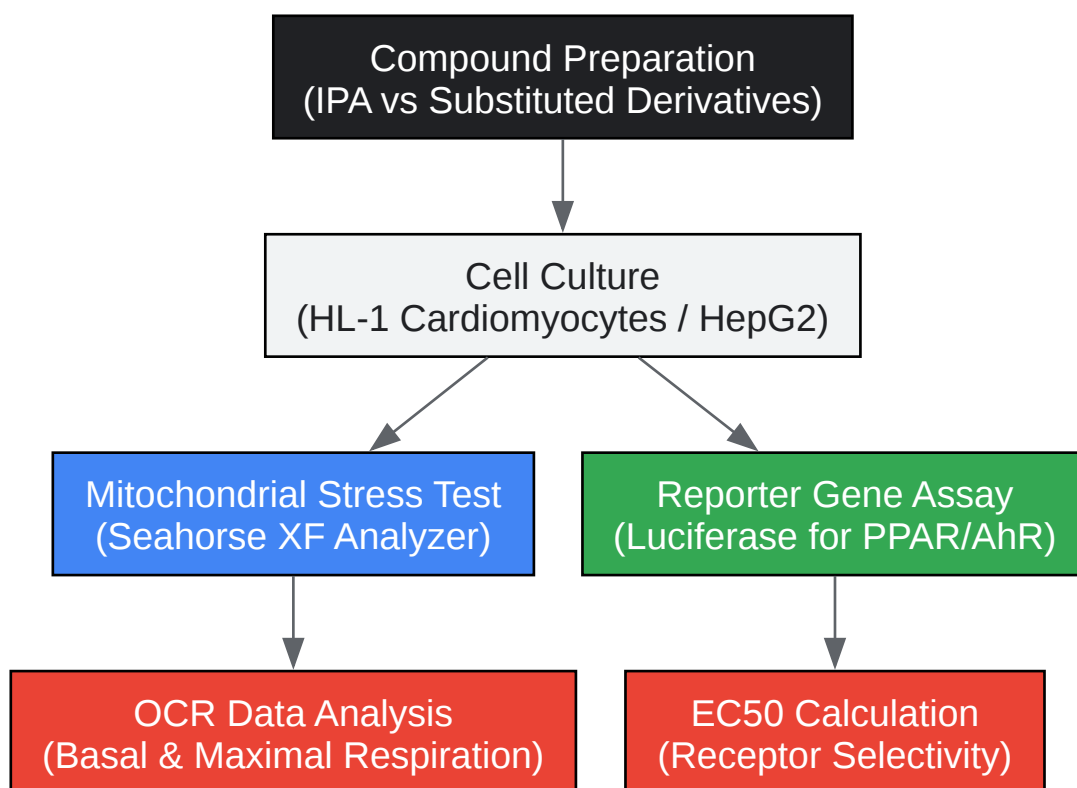 Compound Preparation
(IPA vs Substituted Derivatives)
Cell Culture
(HL-1 Cardiomyocytes / HepG2)
Mitochondrial Stress Test
(Seahorse XF Analyzer)
Reporter Gene Assay
(Luciferase for PPAR/AhR)
OCR Data Analysis
(Basal & Maximal Respiration)
EC50 Calculation
(Receptor Selectivity)